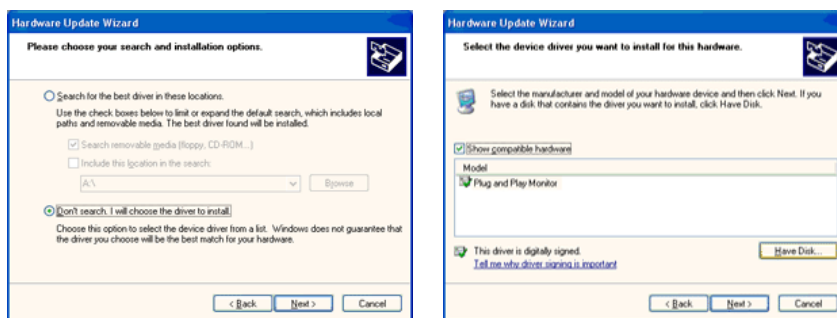 Hardware Update Wizard
Please choose your search and installation options.
Search for the best driver in these locations.
Use the check boxes below to limit or expand the default search, which includes local
paths and removable media. The best driver found will be installed.
Search removable media (floppy, CD-ROM...)
Include this location in the search:
A:\
Browse
Don't search. I will choose the driver to install.
Choose this option to select the device driver from a list. Windows does not guarantee that
the driver you choose will be the best match for your hardware.
< Back
Next >
Cancel
Hardware Update Wizard
Select the device driver you want to install for this hardware.
Select the manufacturer and model of your hardware device and then click Next. If you
have a disk that contains the driver you want to install, click Have Disk.
Show compatible hardware
Model
Plug and Play Monitor
This driver is digitally signed.
Tell me why driver signing is important
Have Disk...
< Back
Next >
Cancel